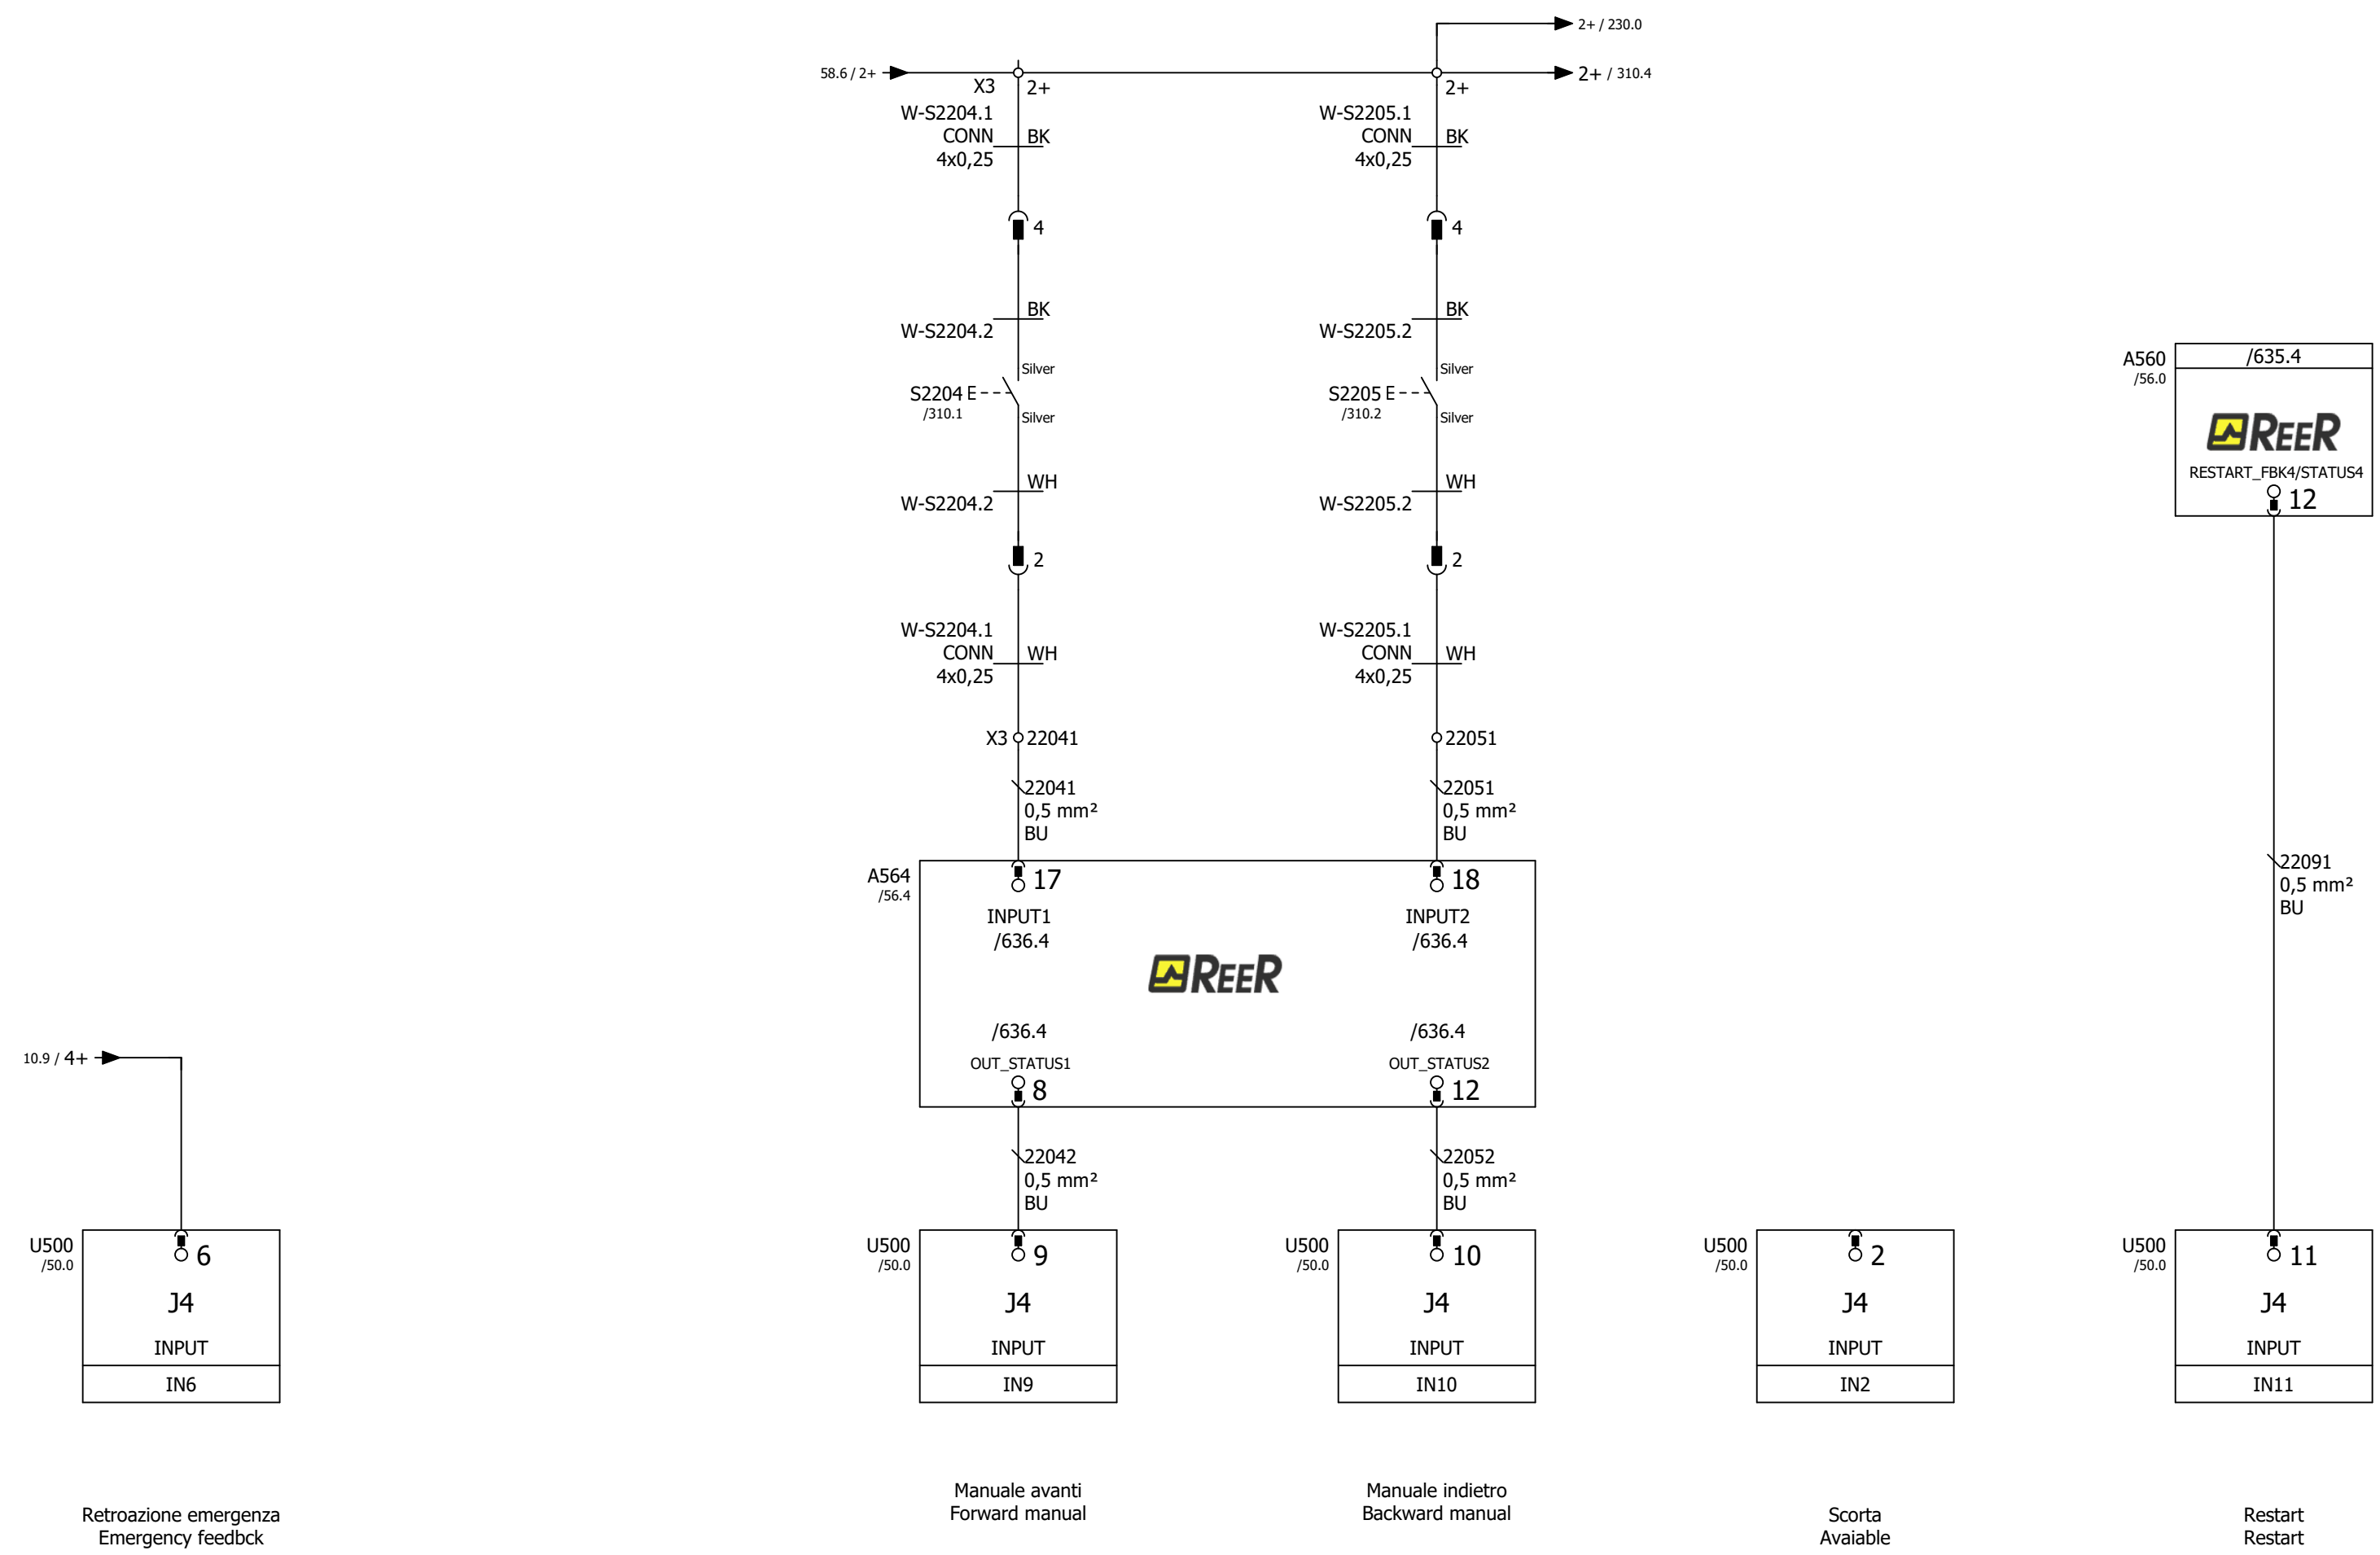 2+ / 230.0
58.6 / 2+
2+ / 310.4
X3
2+
2+
W-S2204.1
CONN
4x0,25
BK
W-S2205.1
CONN
4x0,25
BK
4
4
BK
W-S2204.2
BK
W-S2205.2
Silver
S2204 E
/310.1
Silver
Silver
S2205 E
/310.2
Silver
A560
/56.0
/635.4
REER
RESTART_FBK4/STATUS4
12
WH
W-S2204.2
WH
W-S2205.2
2
2
W-S2204.1
CONN
4x0,25
WH
W-S2205.1
CONN
4x0,25
WH
X3
22041
22051
22041
0,5 mm²
BU
22051
0,5 mm²
BU
22091
0,5 mm²
BU
A564
/56.4
17
INPUT1
/636.4
18
INPUT2
/636.4
REER
/636.4
OUT_STATUS1
8
/636.4
OUT_STATUS2
12
10.9 / 4+
22042
0,5 mm²
BU
22052
0,5 mm²
BU
U500
/50.0
6
J4
INPUT
IN6
U500
/50.0
9
J4
INPUT
IN9
U500
/50.0
10
J4
INPUT
IN10
U500
/50.0
2
J4
INPUT
IN2
U500
/50.0
11
J4
INPUT
IN11
Retroazione emergenza
Emergency feedbck
Manuale avanti
Forward manual
Manuale indietro
Backward manual
Scorta
Avaiable
Restart
Restart